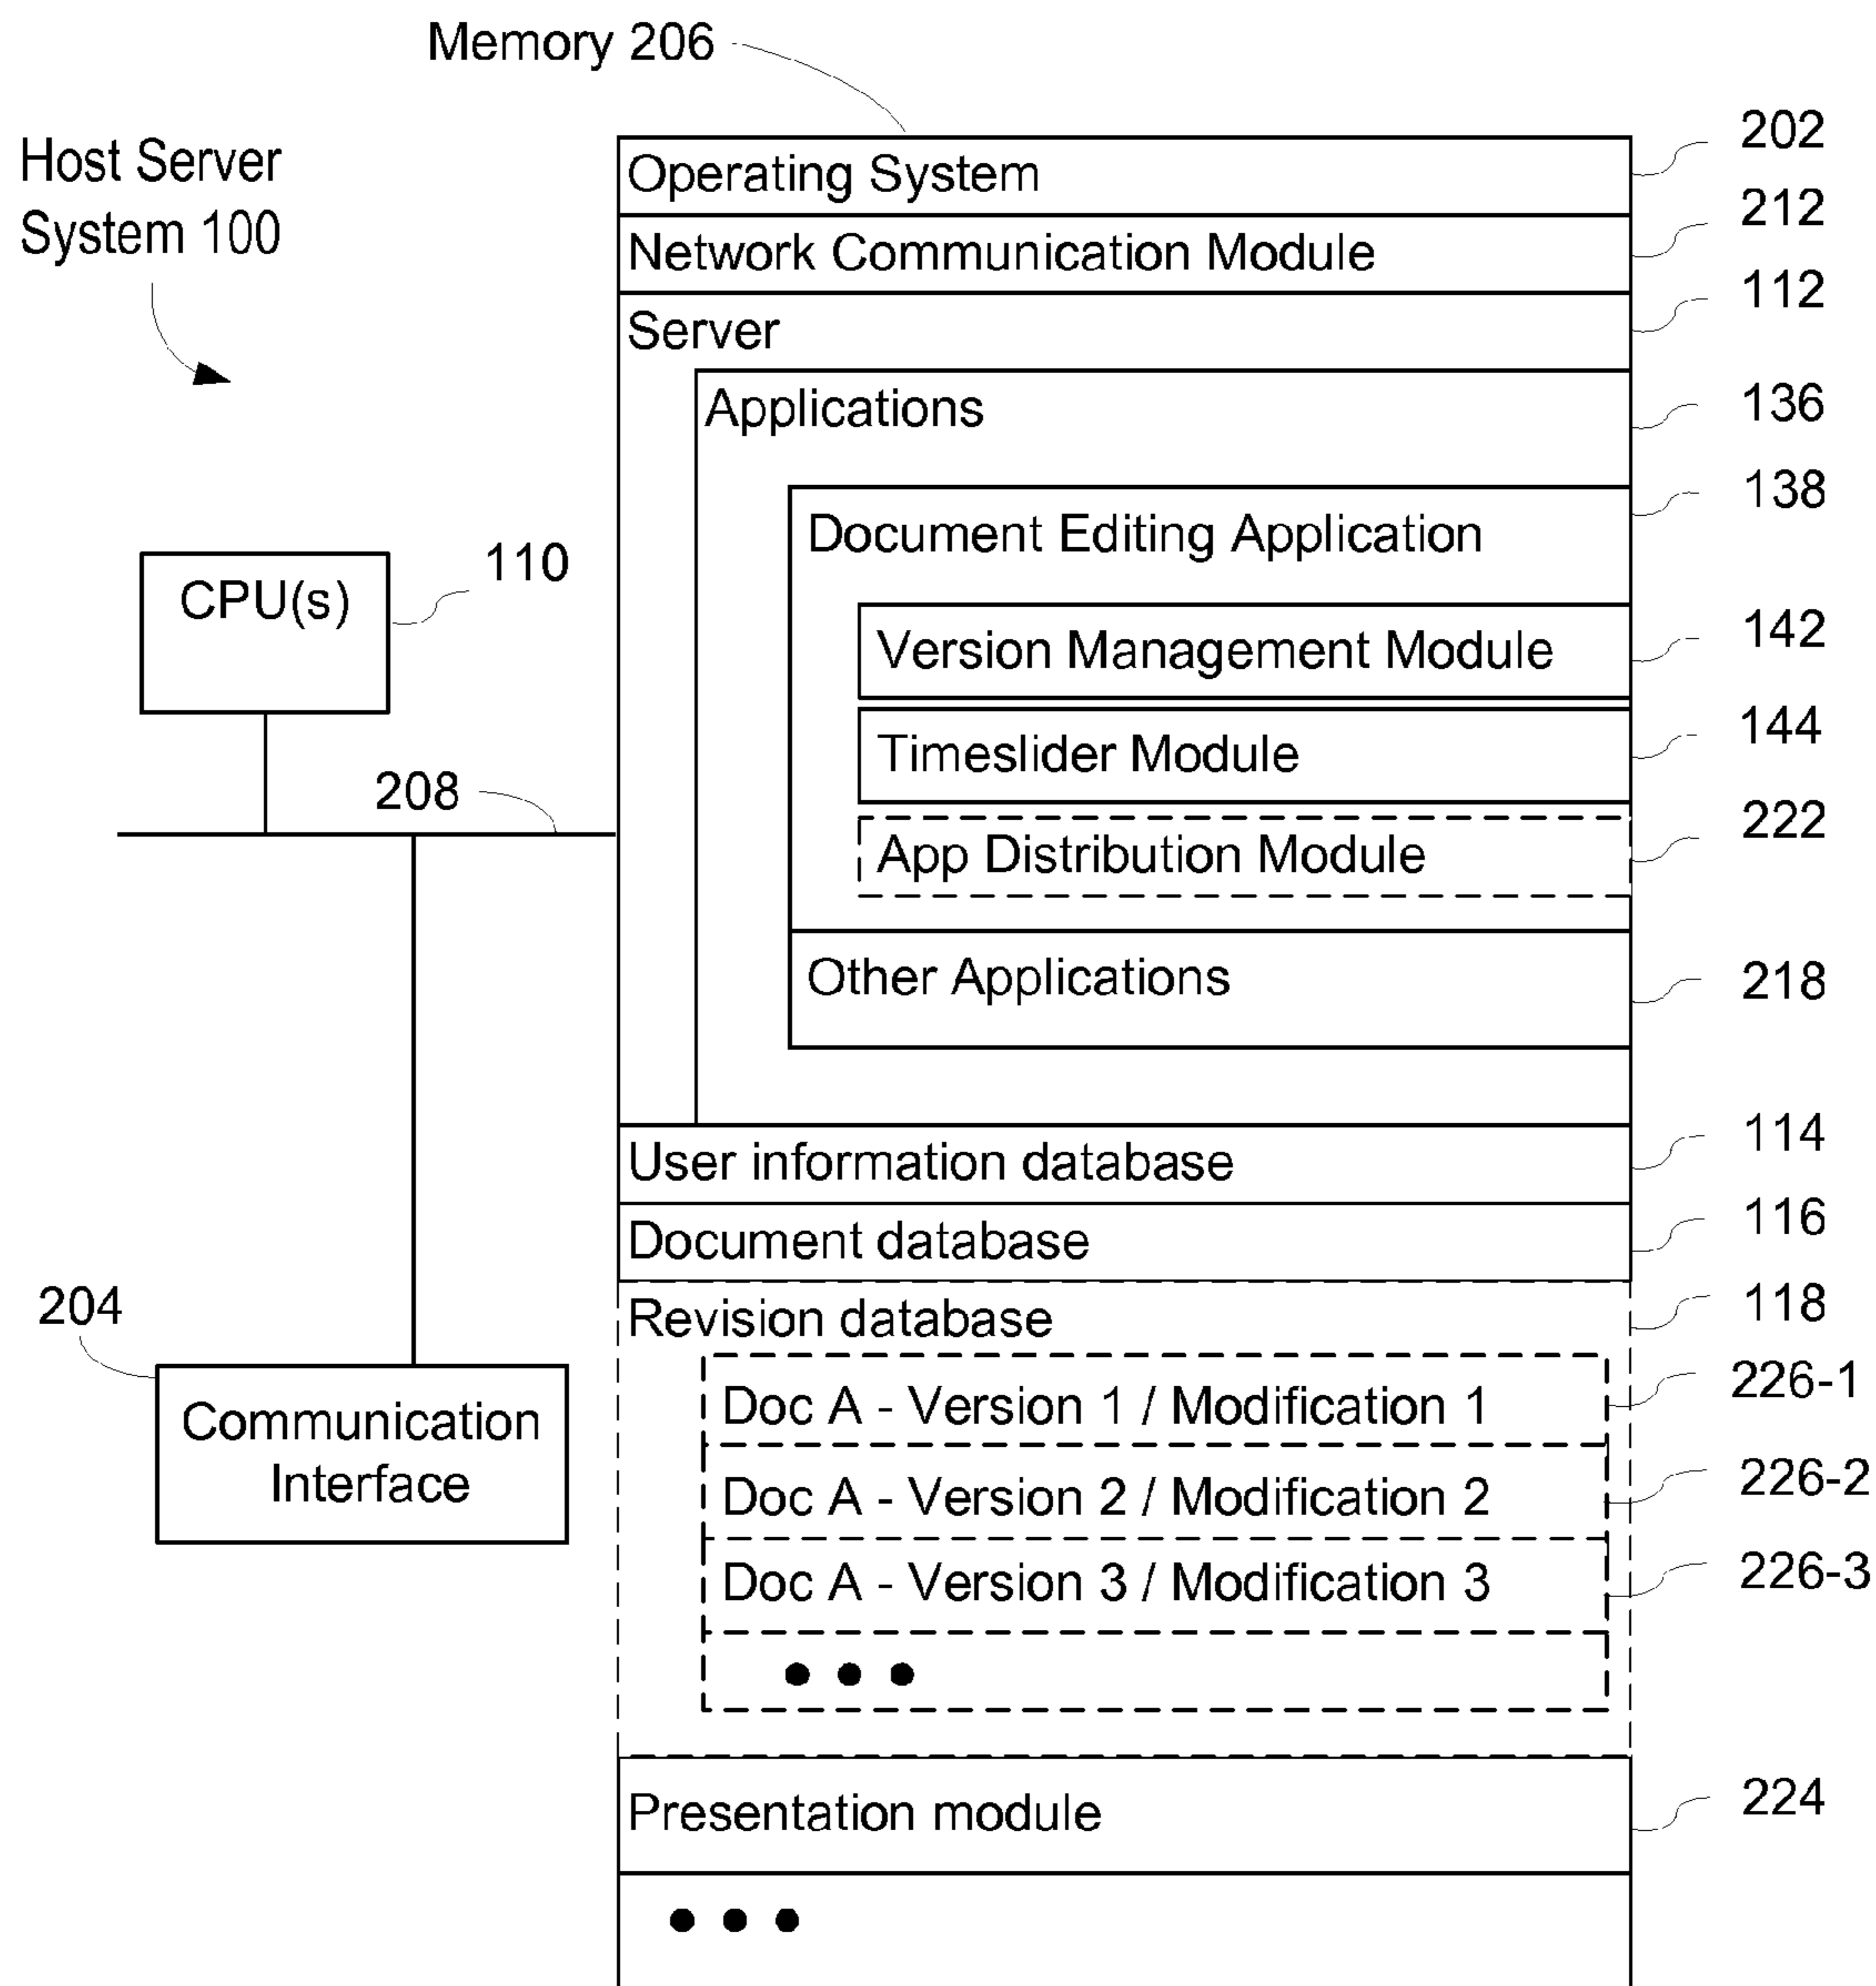 Memory 206
Host Server
System 100
Operating System
202
Network Communication Module
212
Server
112
Applications
136
Document Editing Application
138
CPU(s)
110
Version Management Module
142
Timeslider Module
144
208
App Distribution Module
222
Other Applications
218
User information database
114
Document database
116
Revision database
118
204
Communication
Interface
Doc A - Version 1 / Modification 1
226-1
Doc A - Version 2 / Modification 2
226-2
Doc A - Version 3 / Modification 3
226-3
● ● ●
Presentation module
224
● ● ●